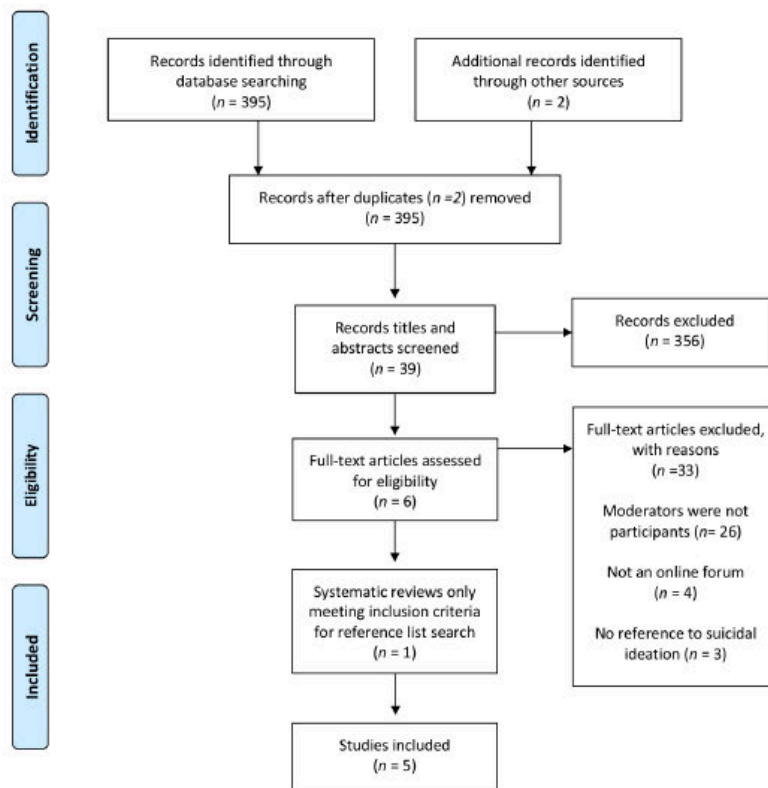 Identification
Records identified through
database searching
(n = 395)
Additional records identified
through other sources
(n = 2)
Records after duplicates (n =2) removed
(n = 395)
Screening
Records titles and
abstracts screened
(n = 39)
Records excluded
(n = 356)
Eligibility
Full-text articles assessed
for eligibility
(n = 6)
Full-text articles excluded,
with reasons
(n =33)
Moderators were not
participants (n= 26)
Not an online forum
(n = 4)
No reference to suicidal
ideation (n = 3)
Included
Systematic reviews only
meeting inclusion criteria
for reference list search
(n = 1)
Studies included
(n = 5)